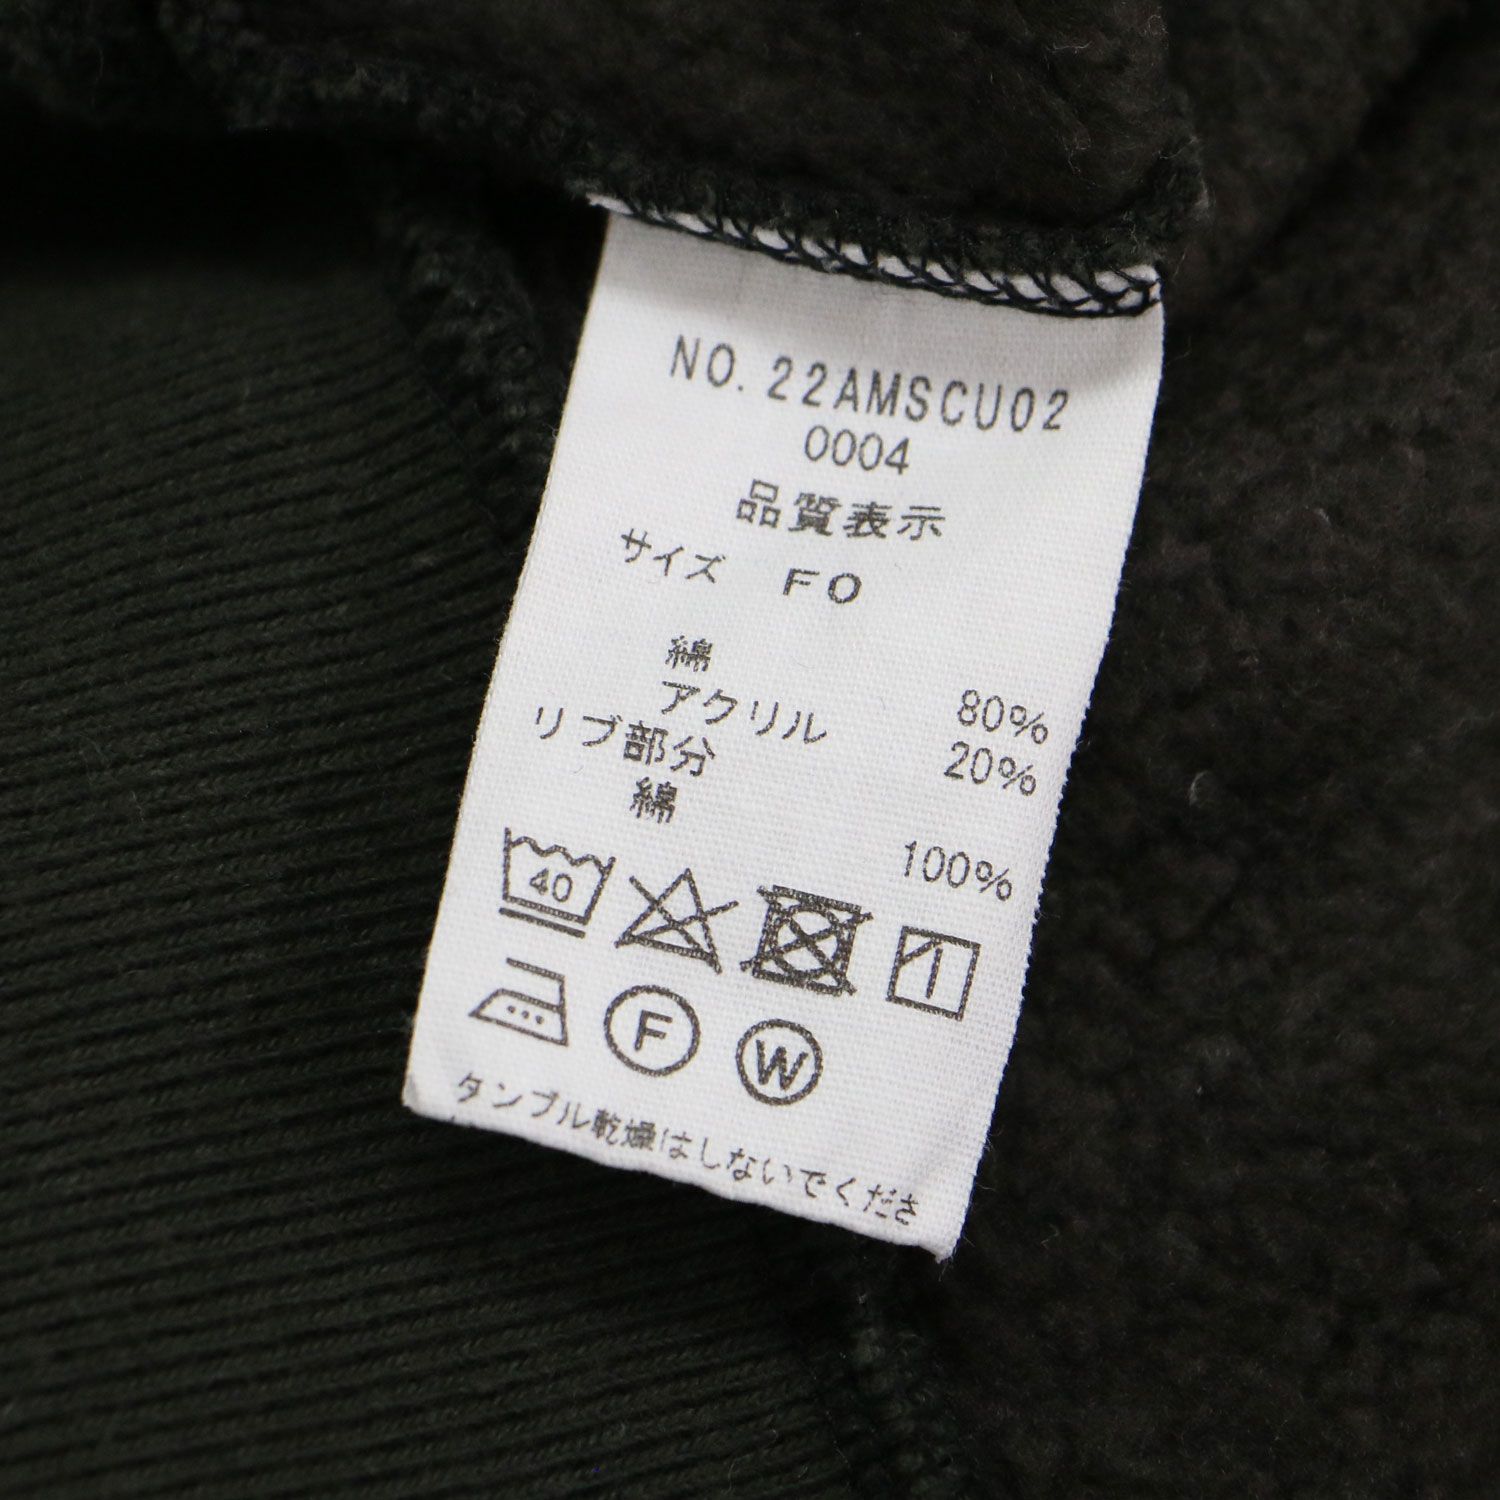 NO. 22AMSCU02
0004
品質表示
サイズ FO
綿 80%
アクリル 20%
リブ部分
綿 100%
40
F W
タンブル乾燥はしないでくださ